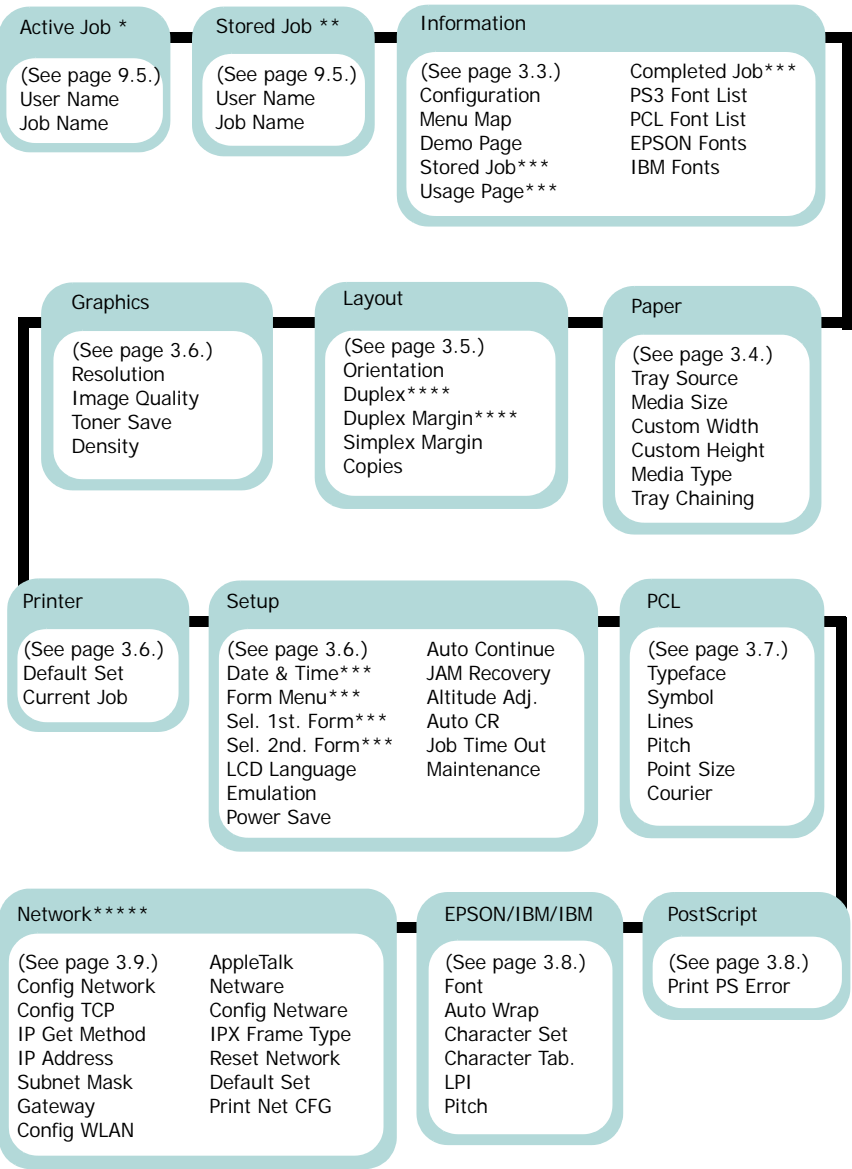 Active Job *
(See page 9.5.)
User Name
Job Name
Stored Job **
(See page 9.5.)
User Name
Job Name
Information
(See page 3.3.)
Configuration
Menu Map
Demo Page
Stored Job***
Usage Page***
Completed Job***
PS3 Font List
PCL Font List
EPSON Fonts
IBM Fonts
Graphics
(See page 3.6.)
Resolution
Image Quality
Toner Save
Density
Layout
(See page 3.5.)
Orientation
Duplex****
Duplex Margin****
Simplex Margin
Copies
Paper
(See page 3.4.)
Tray Source
Media Size
Custom Width
Custom Height
Media Type
Tray Chaining
Printer
(See page 3.6.)
Default Set
Current Job
Setup
(See page 3.6.)
Date & Time***
Form Menu***
Sel. 1st. Form***
Sel. 2nd. Form***
LCD Language
Emulation
Power Save
Auto Continue
JAM Recovery
Altitude Adj.
Auto CR
Job Time Out
Maintenance
PCL
(See page 3.7.)
Typeface
Symbol
Lines
Pitch
Point Size
Courier
Network*****
(See page 3.9.)
Config Network
Config TCP
IP Get Method
IP Address
Subnet Mask
Gateway
Config WLAN
AppleTalk
Netware
Config Netware
IPX Frame Type
Reset Network
Default Set
Print Net CFG
EPSON/IBM/IBM
(See page 3.8.)
Font
Auto Wrap
Character Set
Character Tab.
LPI
Pitch
PostScript
(See page 3.8.)
Print PS Error